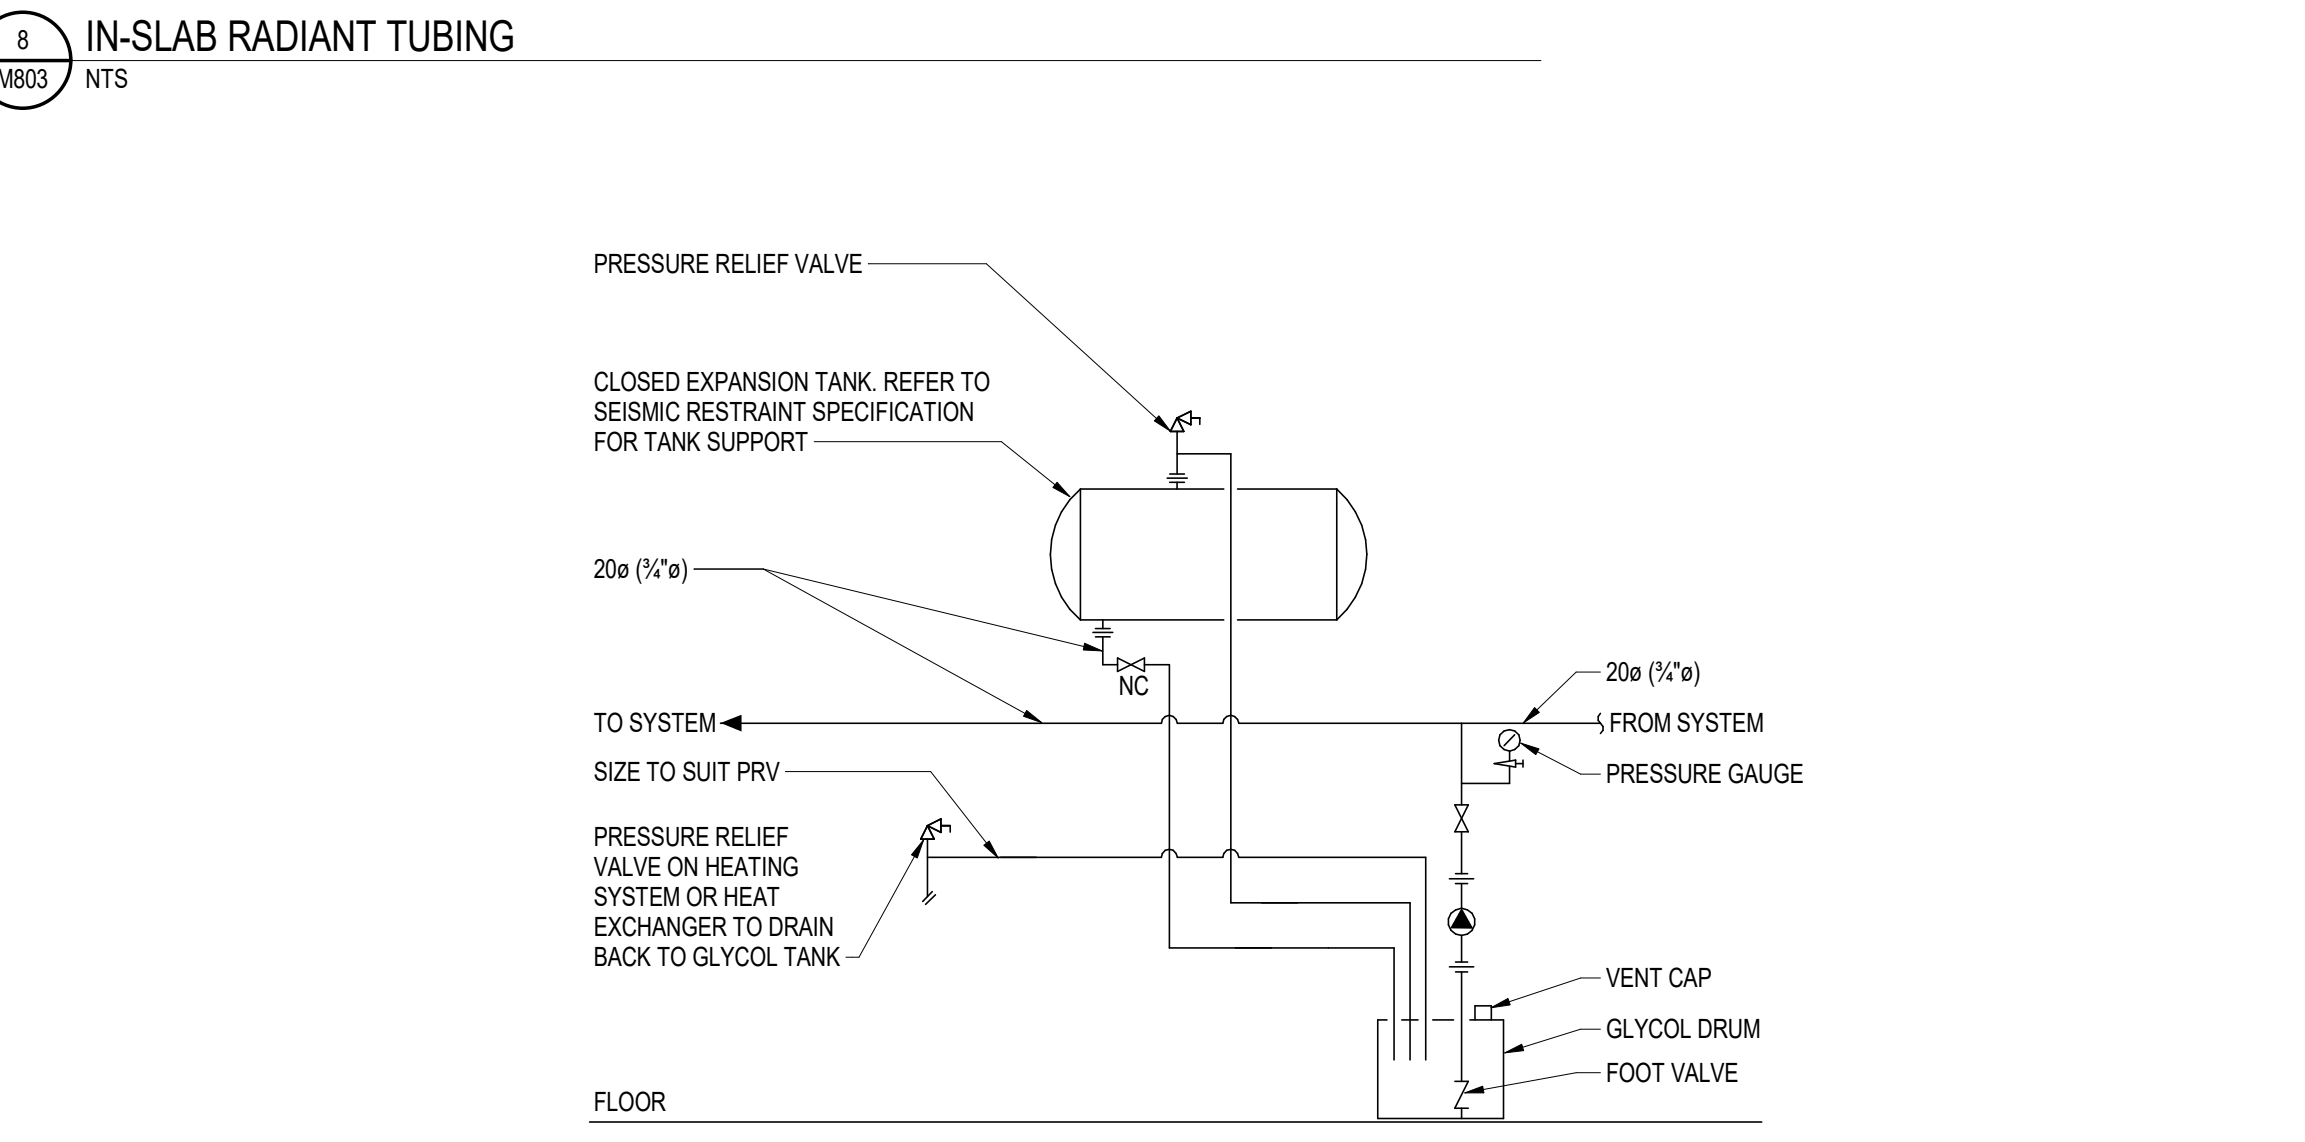 8
M803
IN-SLAB RADIANT TUBING
NTS
PRESSURE RELIEF VALVE
CLOSED EXPANSION TANK. REFER TO
SEISMIC RESTRAINT SPECIFICATION
FOR TANK SUPPORT
20ø (¾"ø)
NC
20ø (¾"ø)
TO SYSTEM
FROM SYSTEM
SIZE TO SUIT PRV
PRESSURE GAUGE
PRESSURE RELIEF
VALVE ON HEATING
SYSTEM OR HEAT
EXCHANGER TO DRAIN
BACK TO GLYCOL TANK
VENT CAP
GLYCOL DRUM
FOOT VALVE
FLOOR